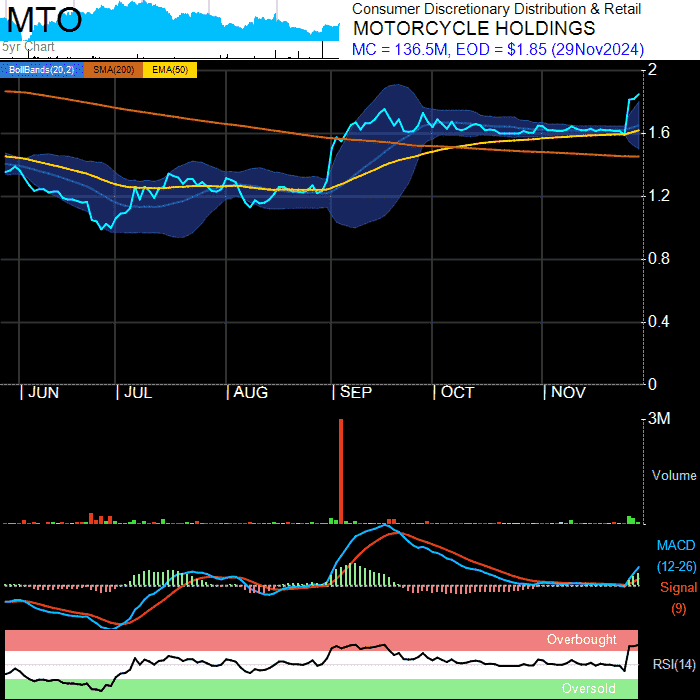 MTO
5yr Chart
Consumer Discretionary Distribution & Retail
MOTORCYCLE HOLDINGS
MC = 136.5M, EOD = $1.85 (29Nov2024)
BollBands(20,2) SMA(200) EMA(50)
2
1.6
1.2
0.8
0.4
0
JUN JUL AUG SEP OCT NOV
3M
Volume
MACD
(12-26)
Signal
(9)
Overbought
RSI(14)
Oversold